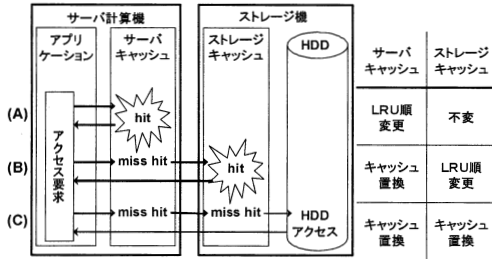 サーバ計算機
ストレージ機
アプリ
ケーション
サーバ
キャッシュ
ストレージ
キャッシュ
HDD
サーバ
キャッシュ
ストレージ
キャッシュ
(A)
アクセス要求
hit
LRU順
変更
不変
(B)
miss hit
hit
キャッシュ
置換
LRU順
変更
(C)
miss hit
miss hit
HDD
アクセス
キャッシュ
置換
キャッシュ
置換